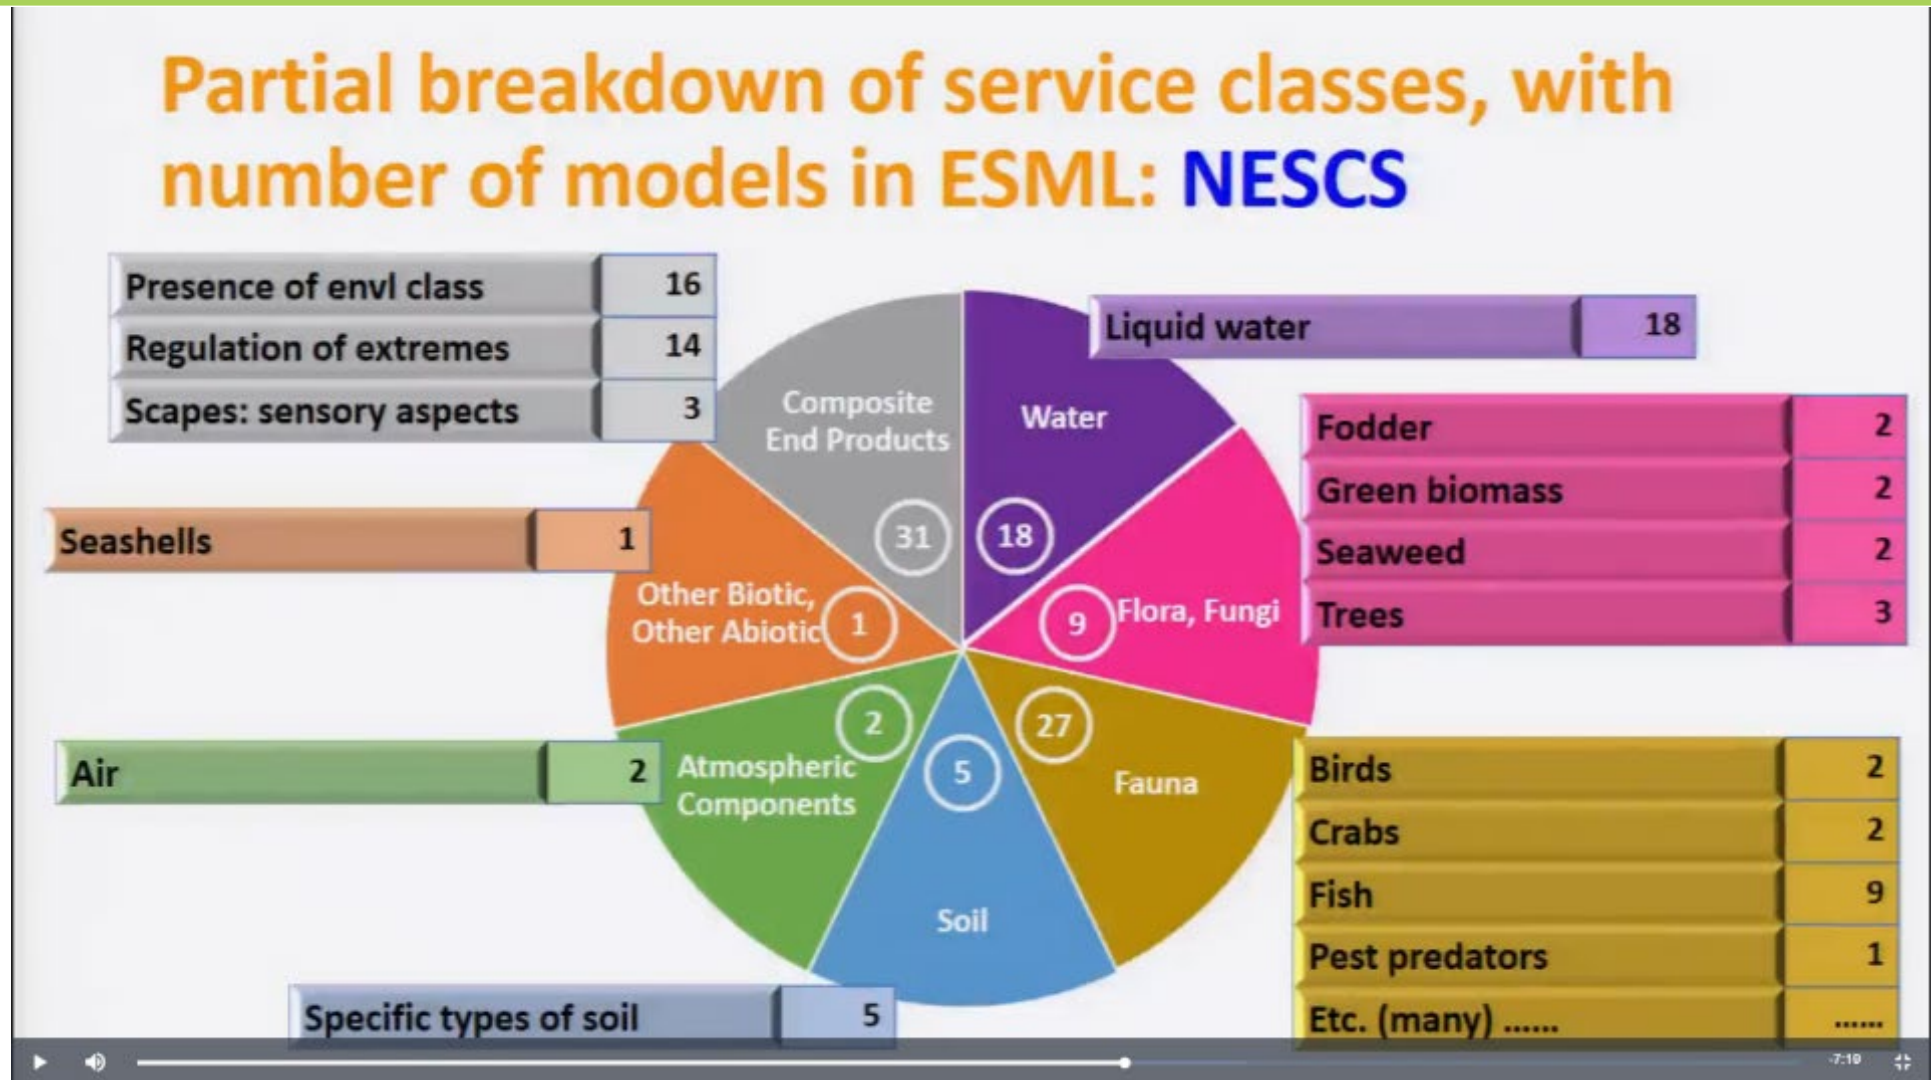 Partial breakdown of service classes, with
number of models in ESML: NESCS
Presence of envl class 16
Regulation of extremes 14
Scapes: sensory aspects 3
Liquid water 18
Composite
End Products
31
Water
18
Fodder 2
Green biomass 2
Seaweed 2
Trees 3
Seashells 1
Other Biotic,
Other Abiotic
1
9
Flora, Fungi
Air 2
Atmospheric
Components
2
5
Soil
27
Fauna
Birds 2
Crabs 2
Fish 9
Pest predators 1
Etc. (many) ...... ......
Specific types of soil 5
-7:19